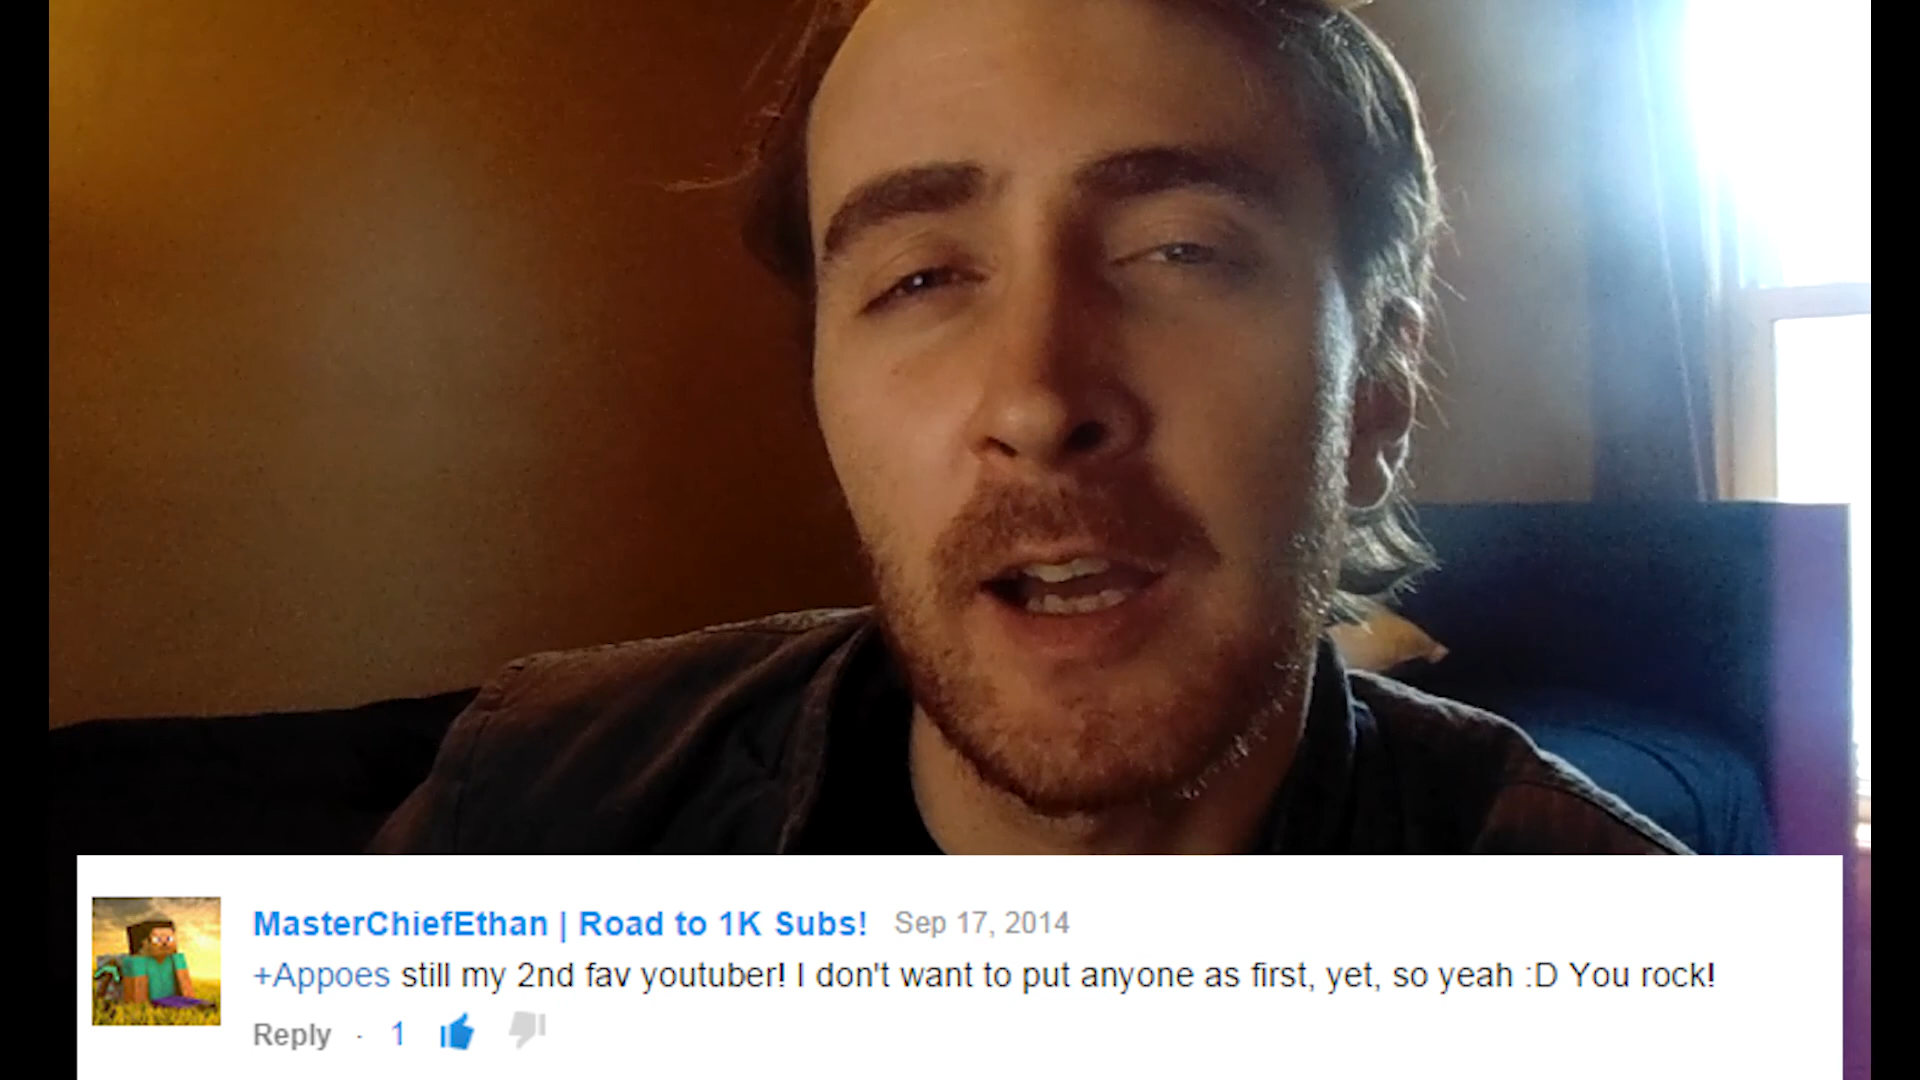 MasterChiefEthan | Road to 1K Subs! Sep 17, 2014
+Appoes still my 2nd fav youtuber! I don't want to put anyone as first, yet, so yeah :D You rock!
Reply · 1